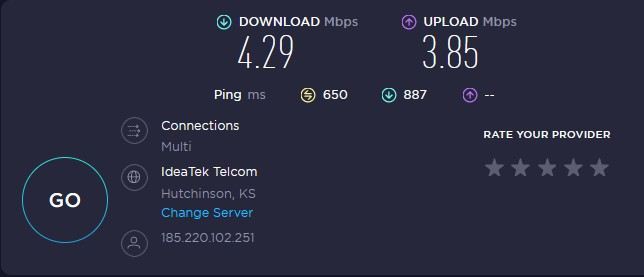 DOWNLOAD Mbps
4.29
UPLOAD Mbps
3.85
Ping ms 650 887 --
Connections
Multi
IdeaTek Telcom
Hutchinson, KS
Change Server
185.220.102.251
GO
RATE YOUR PROVIDER